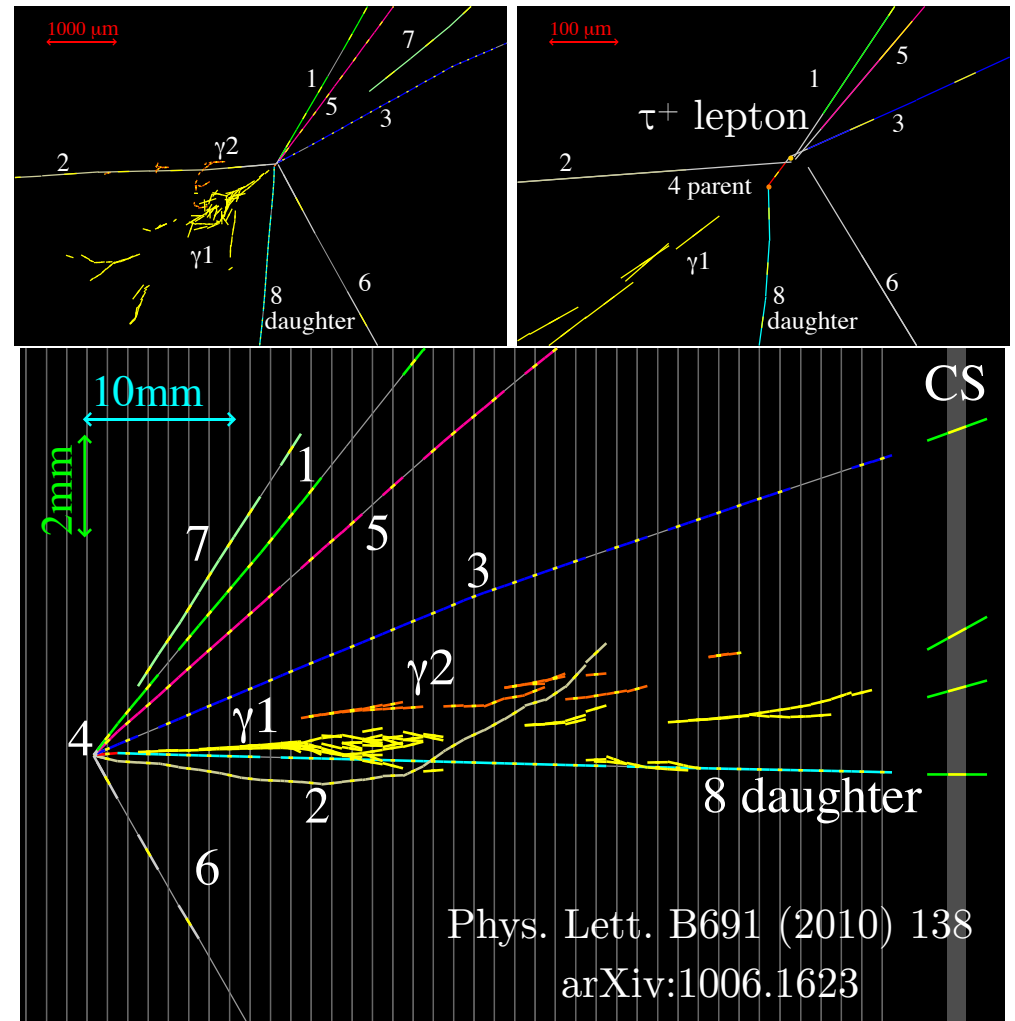 1000 μm
7
1
5
3
γ2
2
γ1
6
8
daughter
100 μm
1
5
τ+ lepton
3
2
4 parent
γ1
6
8
daughter
10mm
CS
2mm
1
7
5
3
γ2
γ1
4
2
8 daughter
6
Phys. Lett. B691 (2010) 138
arXiv:1006.1623